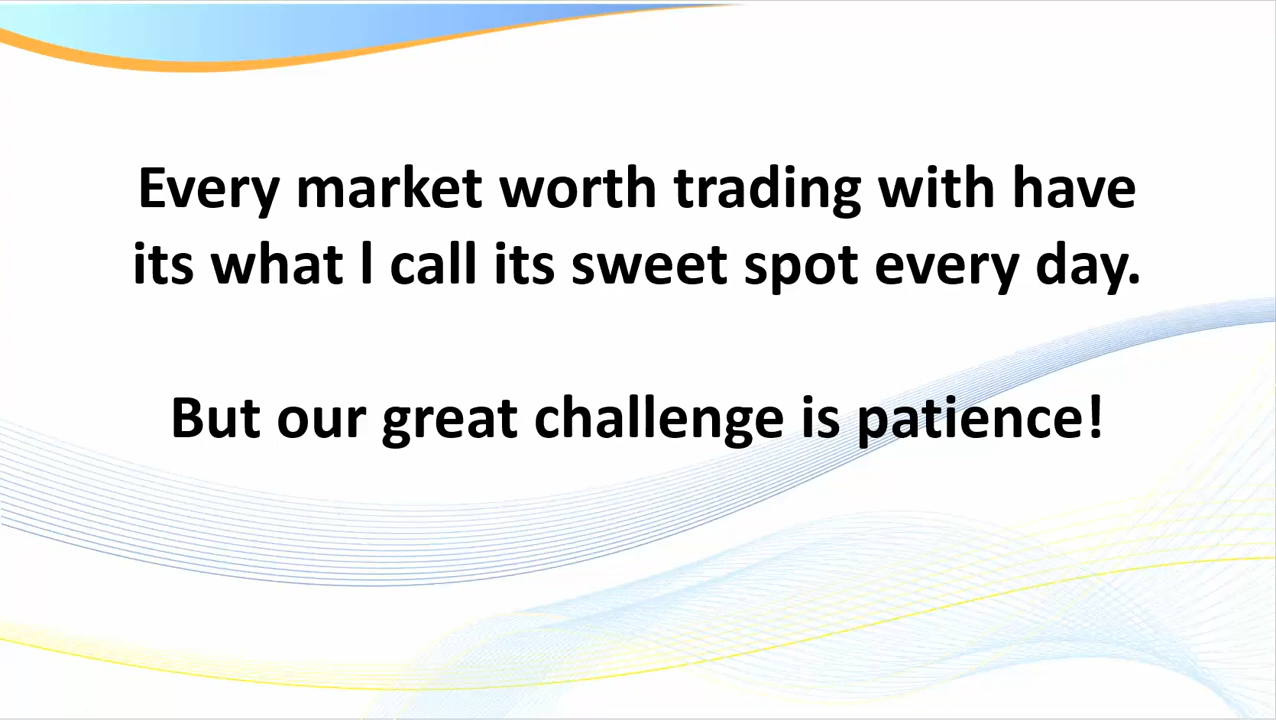 Every market worth trading with have
its what l call its sweet spot every day.
But our great challenge is patience!